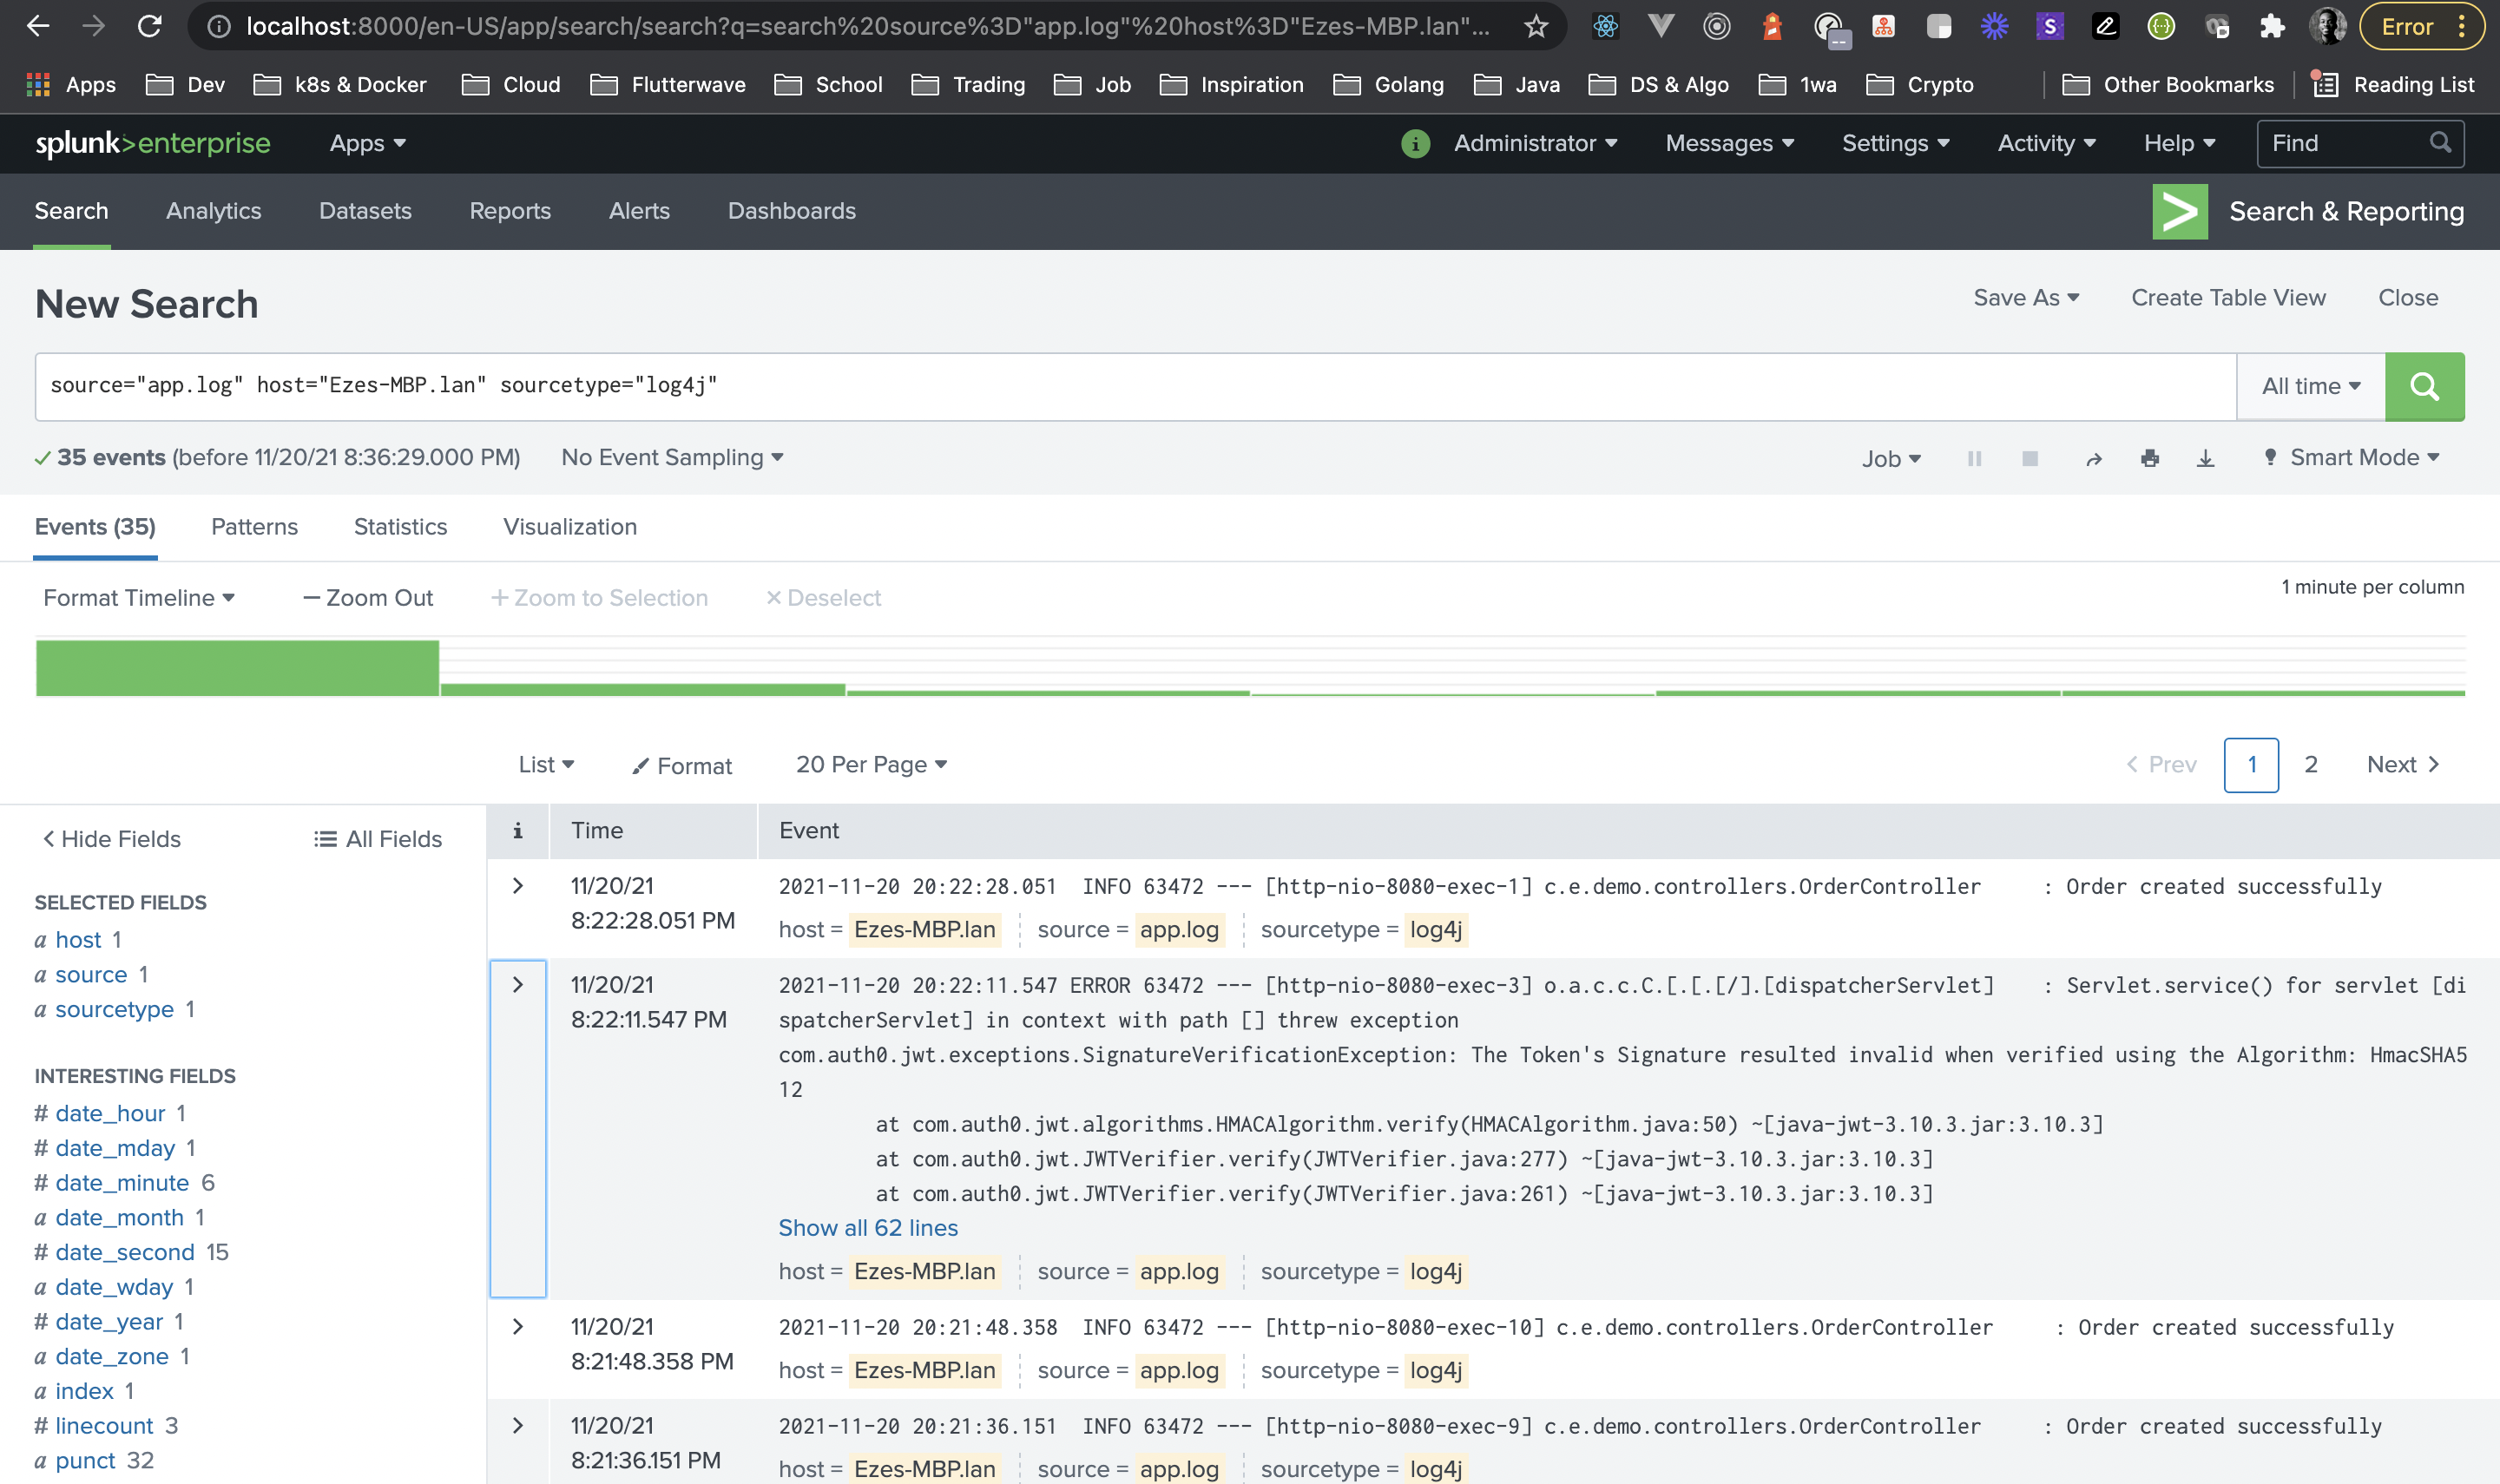 localhost:8000/en-US/app/search/search?q=search%20source%3D"app.log"%20host%3D"Ezes-MBP.lan"...
Error
Apps Dev k8s & Docker Cloud Flutterwave School Trading Job Inspiration Golang Java DS & Algo 1wa Crypto Other Bookmarks Reading List
splunk>enterprise Apps Administrator Messages Settings Activity Help Find
Search Analytics Datasets Reports Alerts Dashboards Search & Reporting
New Search Save As Create Table View Close
source="app.log" host="Ezes-MBP.lan" sourcetype="log4j" All time
35 events (before 11/20/21 8:36:29.000 PM) No Event Sampling Job Smart Mode
Events (35) Patterns Statistics Visualization
Format Timeline — Zoom Out + Zoom to Selection × Deselect 1 minute per column
List Format 20 Per Page < Prev 1 2 Next >
< Hide Fields All Fields
SELECTED FIELDS
a host 1
a source 1
a sourcetype 1
INTERESTING FIELDS
# date_hour 1
# date_mday 1
# date_minute 6
a date_month 1
# date_second 15
a date_wday 1
# date_year 1
a date_zone 1
a index 1
# linecount 3
a punct 32
i Time Event
> 11/20/21 2021-11-20 20:22:28.051 INFO 63472 --- [http-nio-8080-exec-1] c.e.demo.controllers.OrderController : Order created successfully
8:22:28.051 PM host = Ezes-MBP.lan source = app.log sourcetype = log4j
> 11/20/21 2021-11-20 20:22:11.547 ERROR 63472 --- [http-nio-8080-exec-3] o.a.c.c.C.[.[.[/].[dispatcherServlet] : Servlet.service() for servlet [di
8:22:11.547 PM spatcherServlet] in context with path [] threw exception
com.auth0.jwt.exceptions.SignatureVerificationException: The Token's Signature resulted invalid when verified using the Algorithm: HmacSHA5
12
at com.auth0.jwt.algorithms.HMACAlgorithm.verify(HMACAlgorithm.java:50) ~[java-jwt-3.10.3.jar:3.10.3]
at com.auth0.jwt.JWTVerifier.verify(JWTVerifier.java:277) ~[java-jwt-3.10.3.jar:3.10.3]
at com.auth0.jwt.JWTVerifier.verify(JWTVerifier.java:261) ~[java-jwt-3.10.3.jar:3.10.3]
Show all 62 lines
host = Ezes-MBP.lan source = app.log sourcetype = log4j
> 11/20/21 2021-11-20 20:21:48.358 INFO 63472 --- [http-nio-8080-exec-10] c.e.demo.controllers.OrderController : Order created successfully
8:21:48.358 PM host = Ezes-MBP.lan source = app.log sourcetype = log4j
> 11/20/21 2021-11-20 20:21:36.151 INFO 63472 --- [http-nio-8080-exec-9] c.e.demo.controllers.OrderController : Order created successfully
8:21:36.151 PM host = Ezes-MBP.lan source = app.log sourcetype = log4j